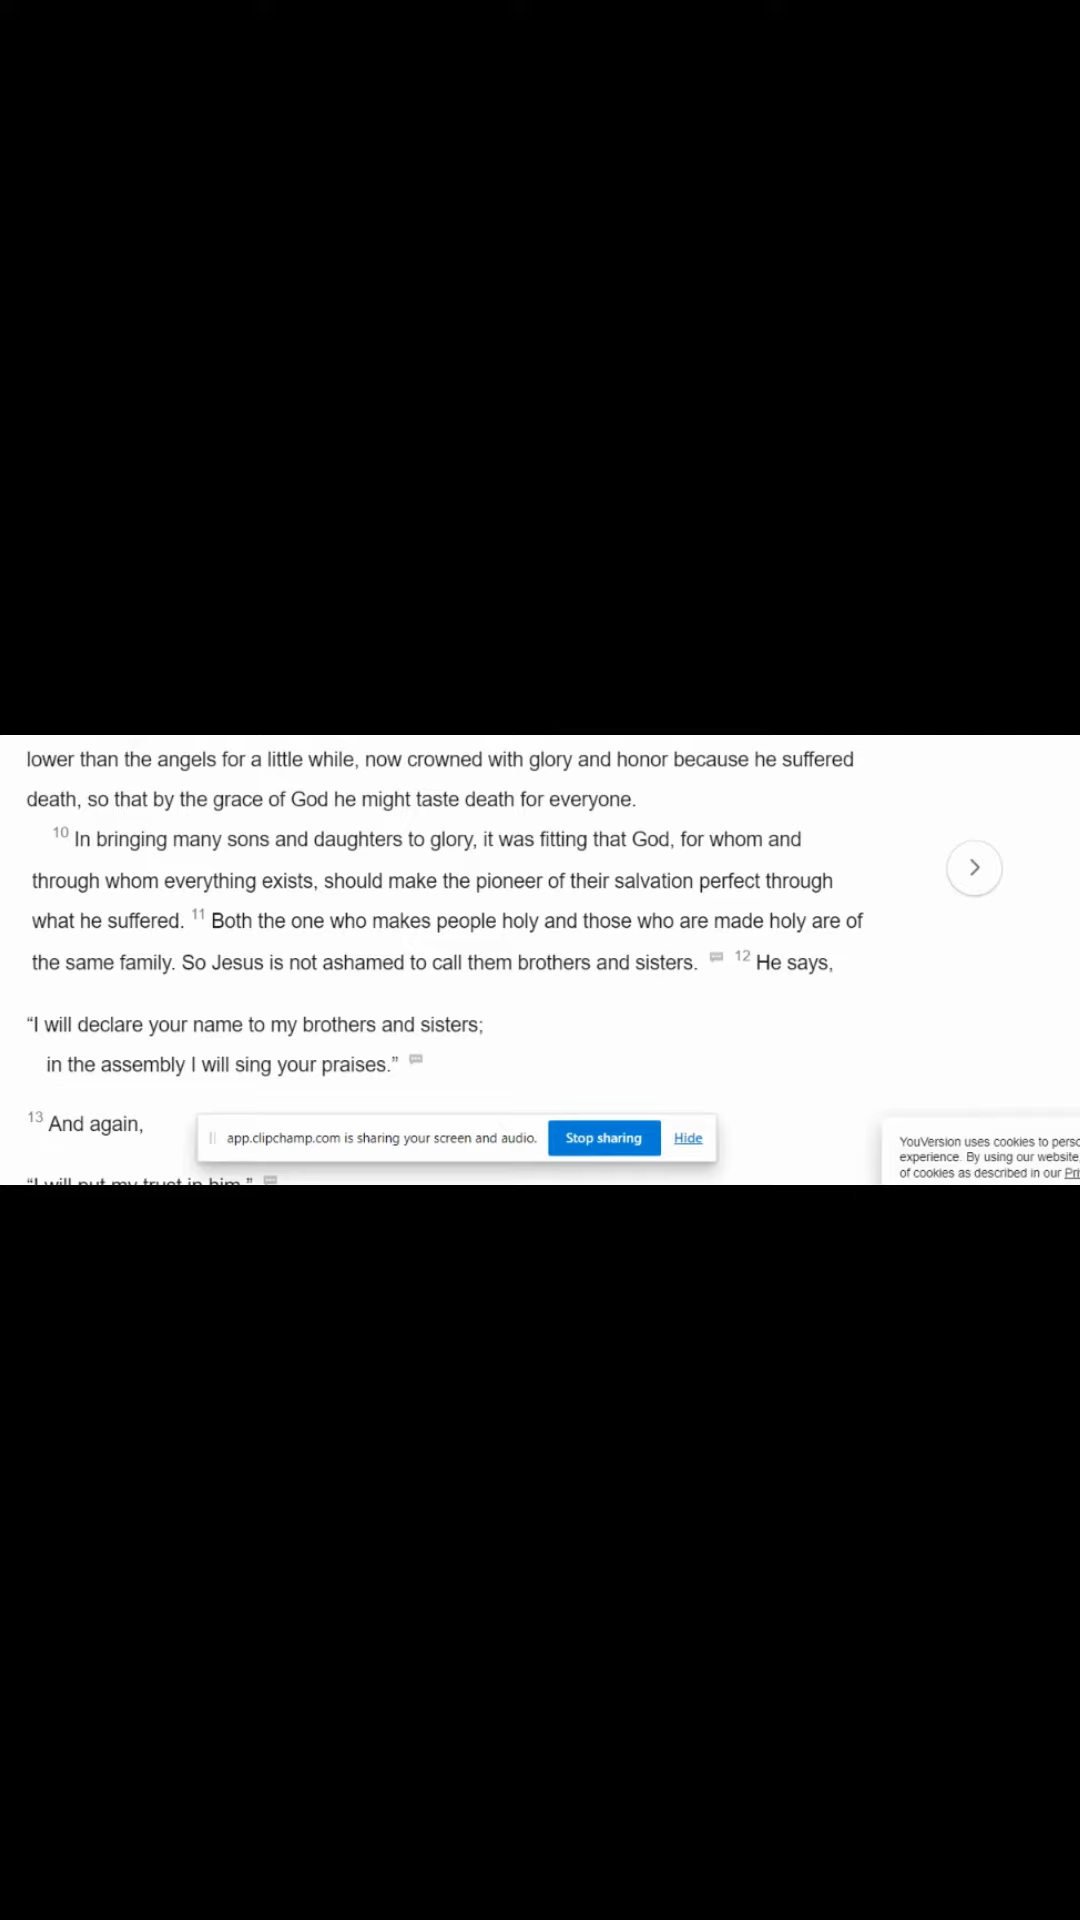 lower than the angels for a little while, now crowned with glory and honor because he suffered
death, so that by the grace of God he might taste death for everyone.
10 In bringing many sons and daughters to glory, it was fitting that God, for whom and
through whom everything exists, should make the pioneer of their salvation perfect through
what he suffered. 11 Both the one who makes people holy and those who are made holy are of
the same family. So Jesus is not ashamed to call them brothers and sisters. 12 He says,
“I will declare your name to my brothers and sisters;
in the assembly I will sing your praises.”
13 And again,
app.clipchamp.com is sharing your screen and audio. Stop sharing Hide
YouVersion uses cookies to
experience. By using our website,
of cookies as described in our
“I will put my trust in him.”